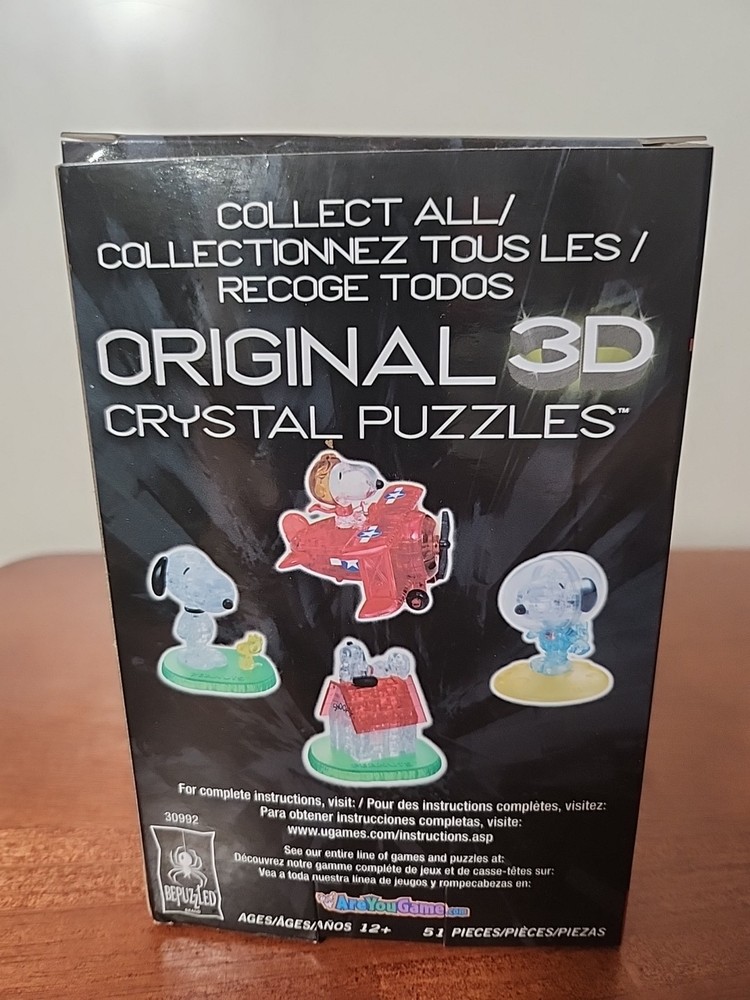 COLLECT ALL/
COLLECTIONNEZ TOUS LES /
RECOGE TODOS
ORIGINAL 3D
CRYSTAL PUZZLES™
For complete instructions, visit: / Pour des instructions complètes, visitez:
Para obtener instrucciones completas, visite:
www.ugames.com/instructions.asp
30992
See our entire line of games and puzzles at:
Découvrez notre gamme complète de jeux et de casse-têtes sur:
Vea a toda nuestra linea de jeugos y rompecabezas en:
BEPUZZLED
BRAND
AreYouGame.com
AGES/ÂGES/AÑOS 12+
51 PIECES/PIÈCES/PIEZAS